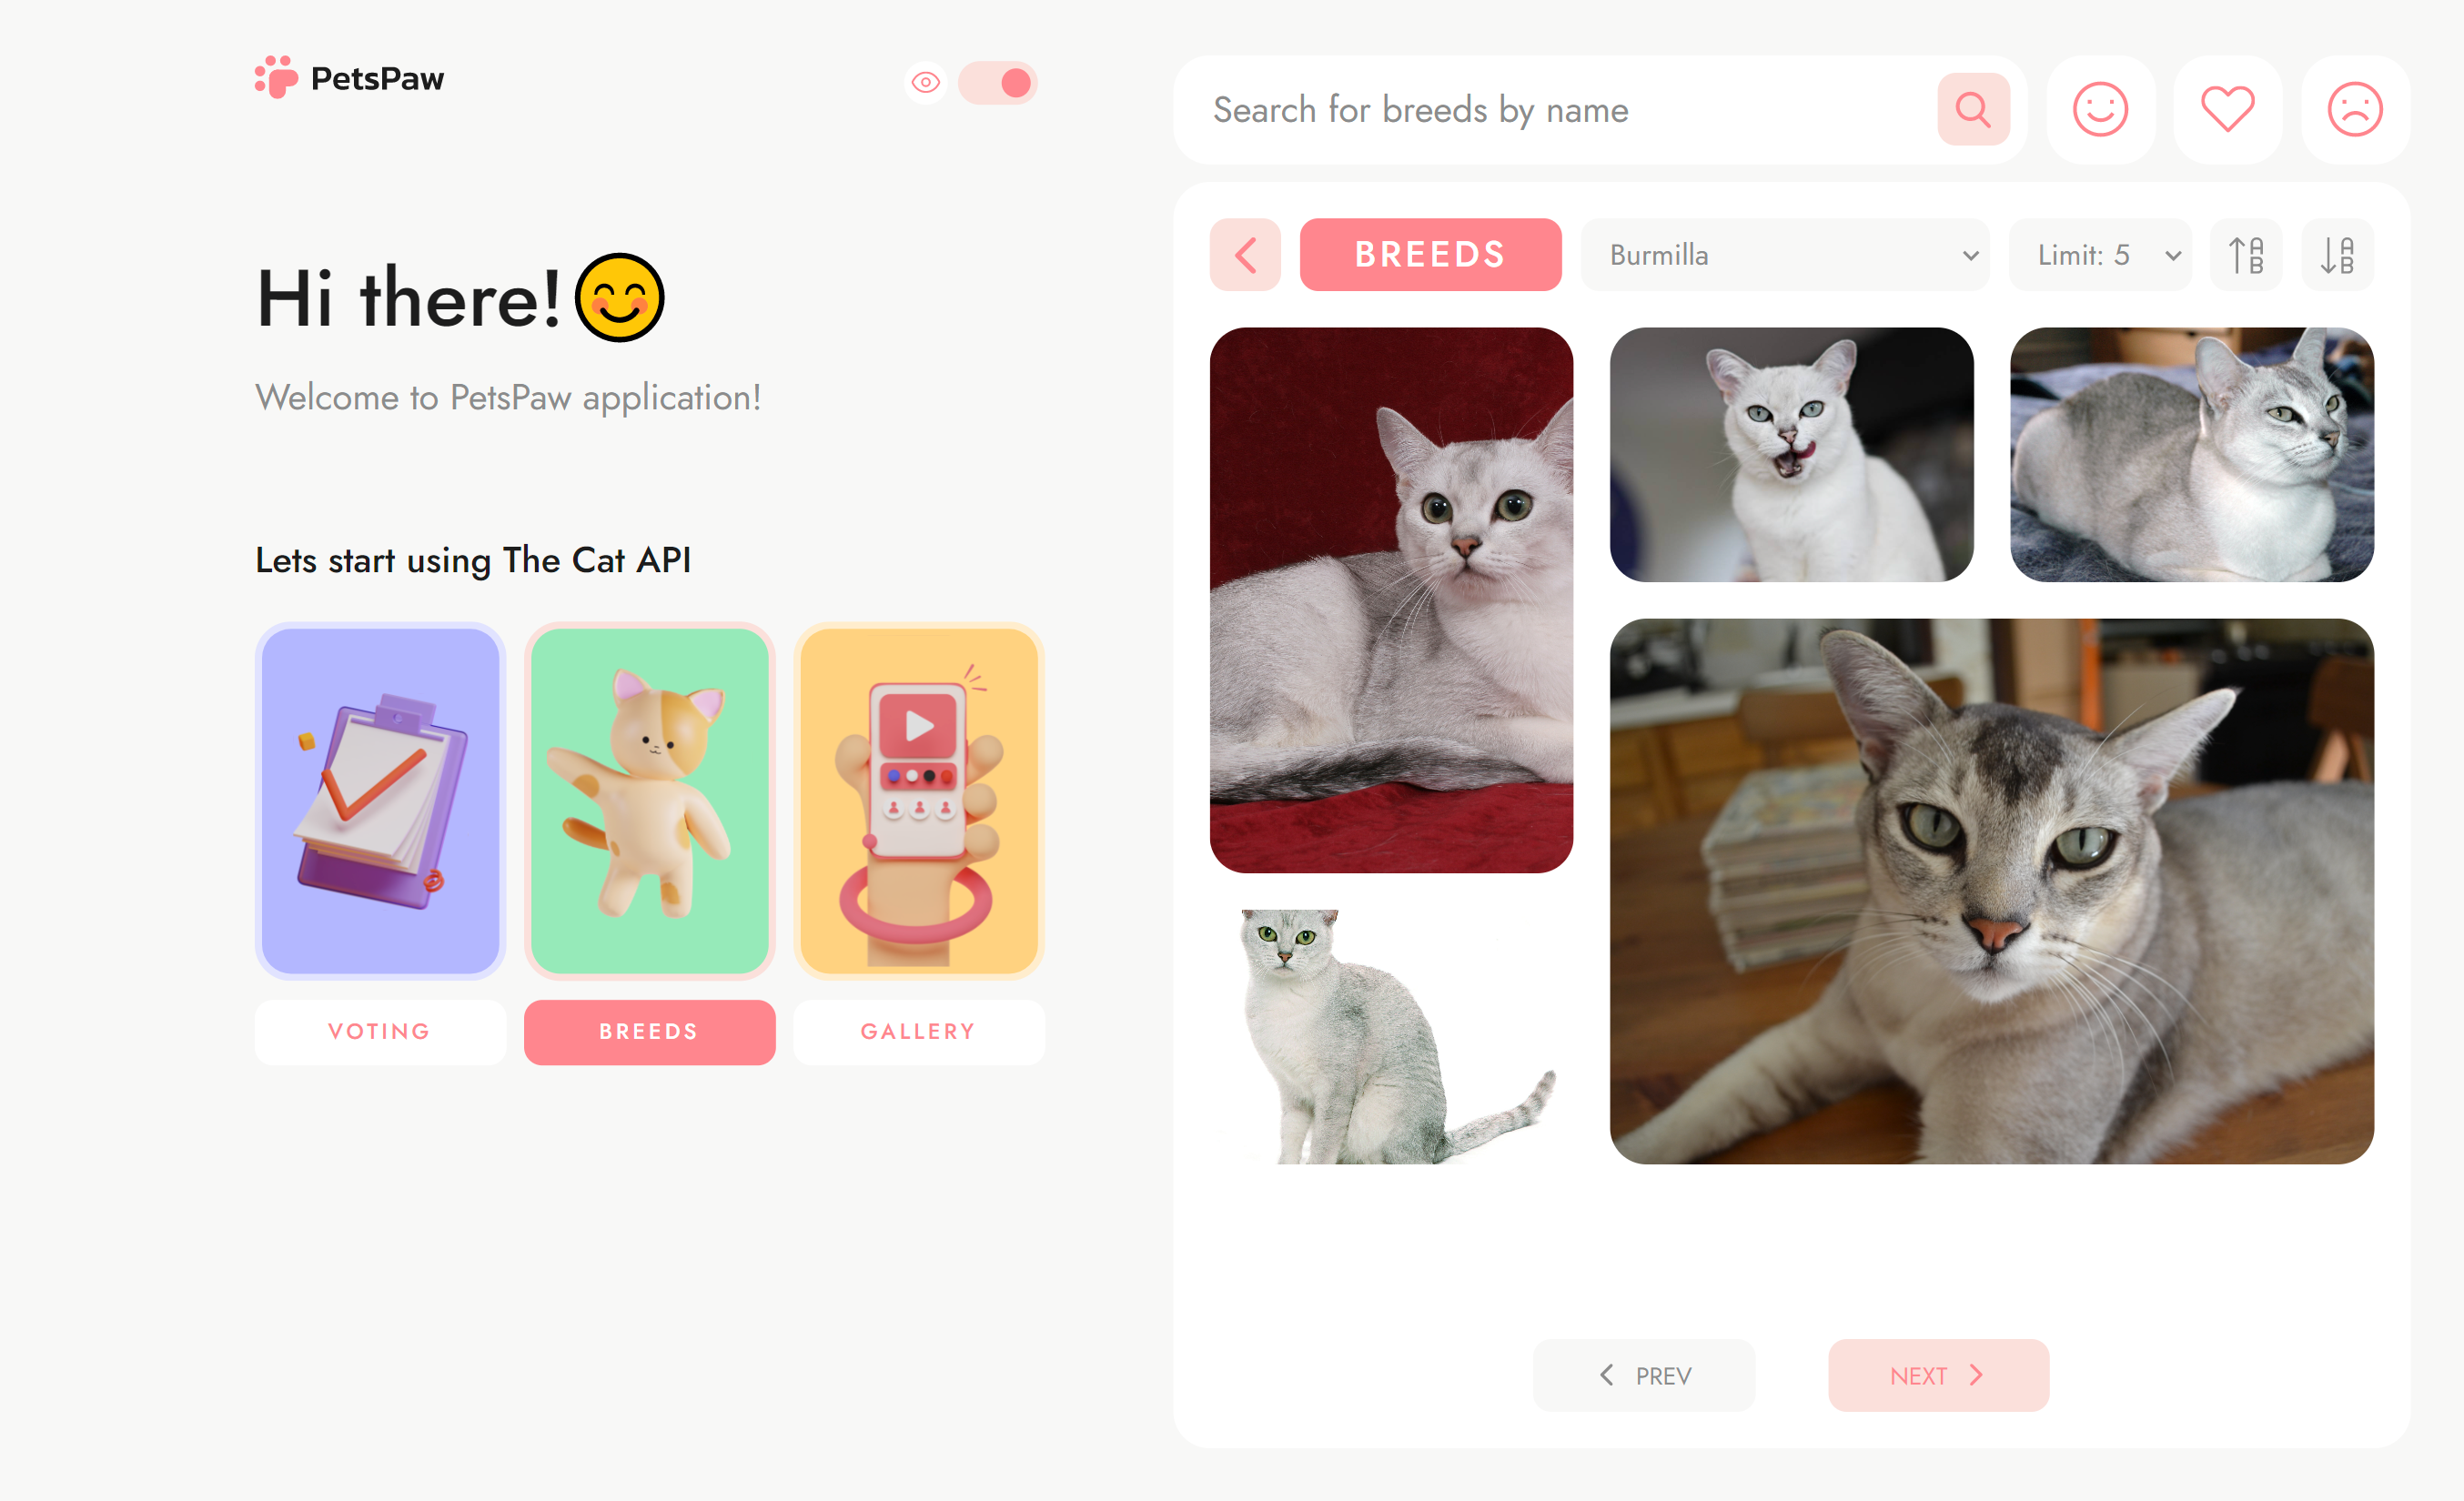 PetsPaw
Hi there!
Welcome to PetsPaw application!
Lets start using The Cat API
VOTING
BREEDS
GALLERY
Search for breeds by name
BREEDS
Burmilla
Limit: 5
A
B
A
B
PREV
NEXT